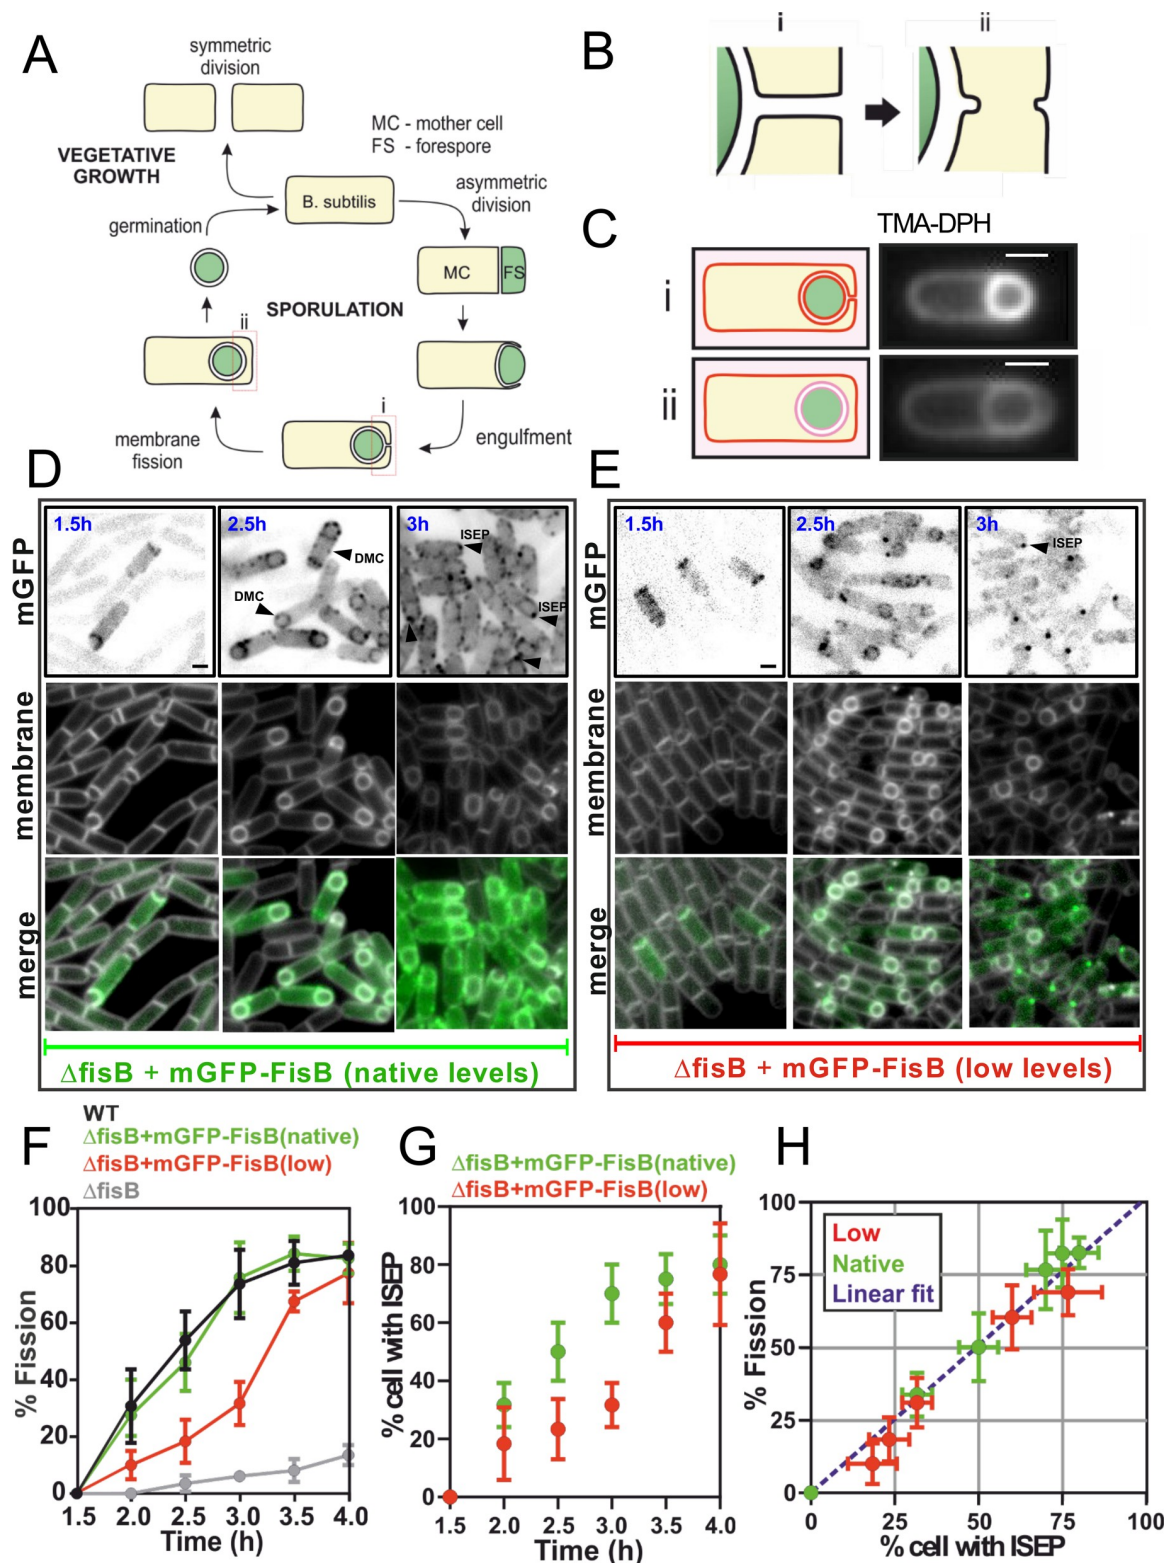 A
symmetric
division
VEGETATIVE
GROWTH
MC - mother cell
FS - forespore
B. subtilis
asymmetric
division
germination
MC
FS
SPORULATION
ii
i
membrane
fission
engulfment
B
i
ii
C
TMA-DPH
i
ii
D
mGFP
1.5h
2.5h
DMC
DMC
3h
ISEP
ISEP
membrane
merge
ΔfisB + mGFP-FisB (native levels)
E
mGFP
1.5h
2.5h
3h
ISEP
membrane
merge
ΔfisB + mGFP-FisB (low levels)
F
WT
ΔfisB+mGFP-FisB(native)
ΔfisB+mGFP-FisB(low)
ΔfisB
% Fission
100
80
60
40
20
0
1.5 2.0 2.5 3.0 3.5 4.0
Time (h)
G
ΔfisB+mGFP-FisB(native)
ΔfisB+mGFP-FisB(low)
% cell with ISEP
100
80
60
40
20
0
1.5 2.0 2.5 3.0 3.5 4.0
Time (h)
H
Low
Native
Linear fit
% Fission
100
75
50
25
0
0 25 50 75 100
% cell with ISEP